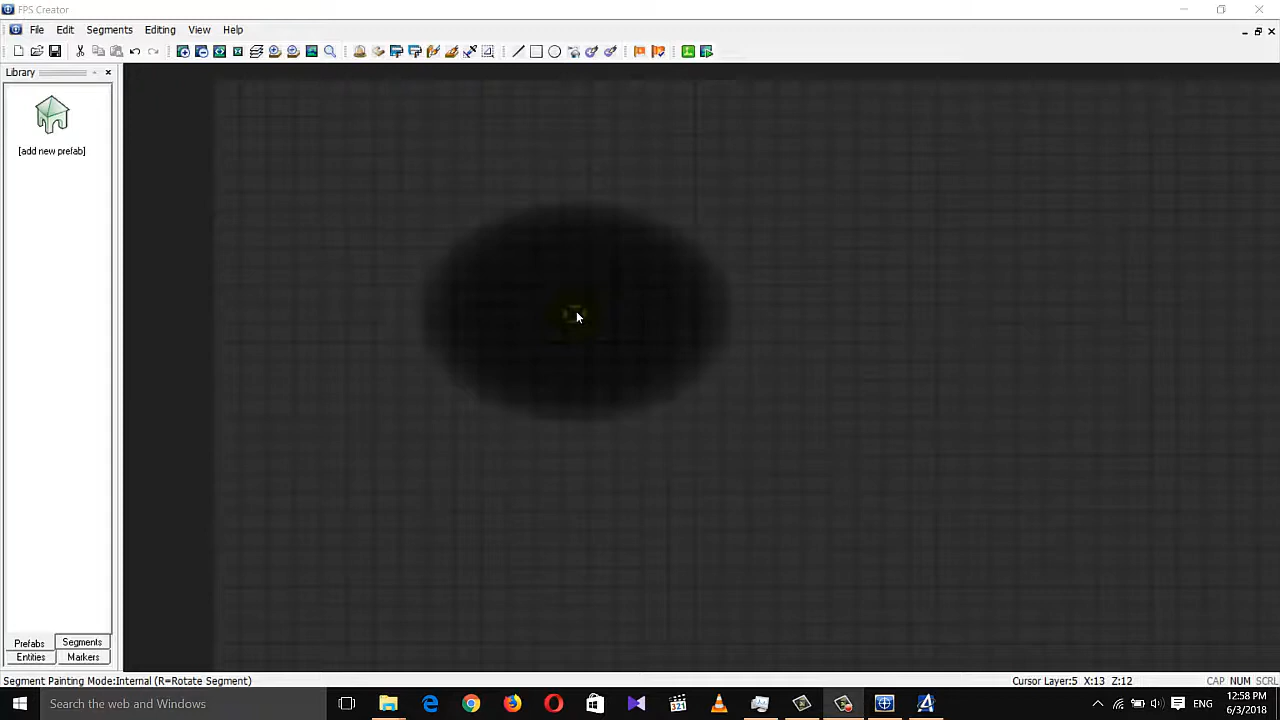 FPS Creator
File Edit Segments Editing View Help
Library
[add new prefab]
Prefabs Segments
Entities Markers
Segment Painting Mode:Internal (R=Rotate Segment)
Cursor Layer:5 X:13 Z:12
CAP NUM SCRL
Search the web and Windows
321
ENG
12:58 PM
6/3/2018